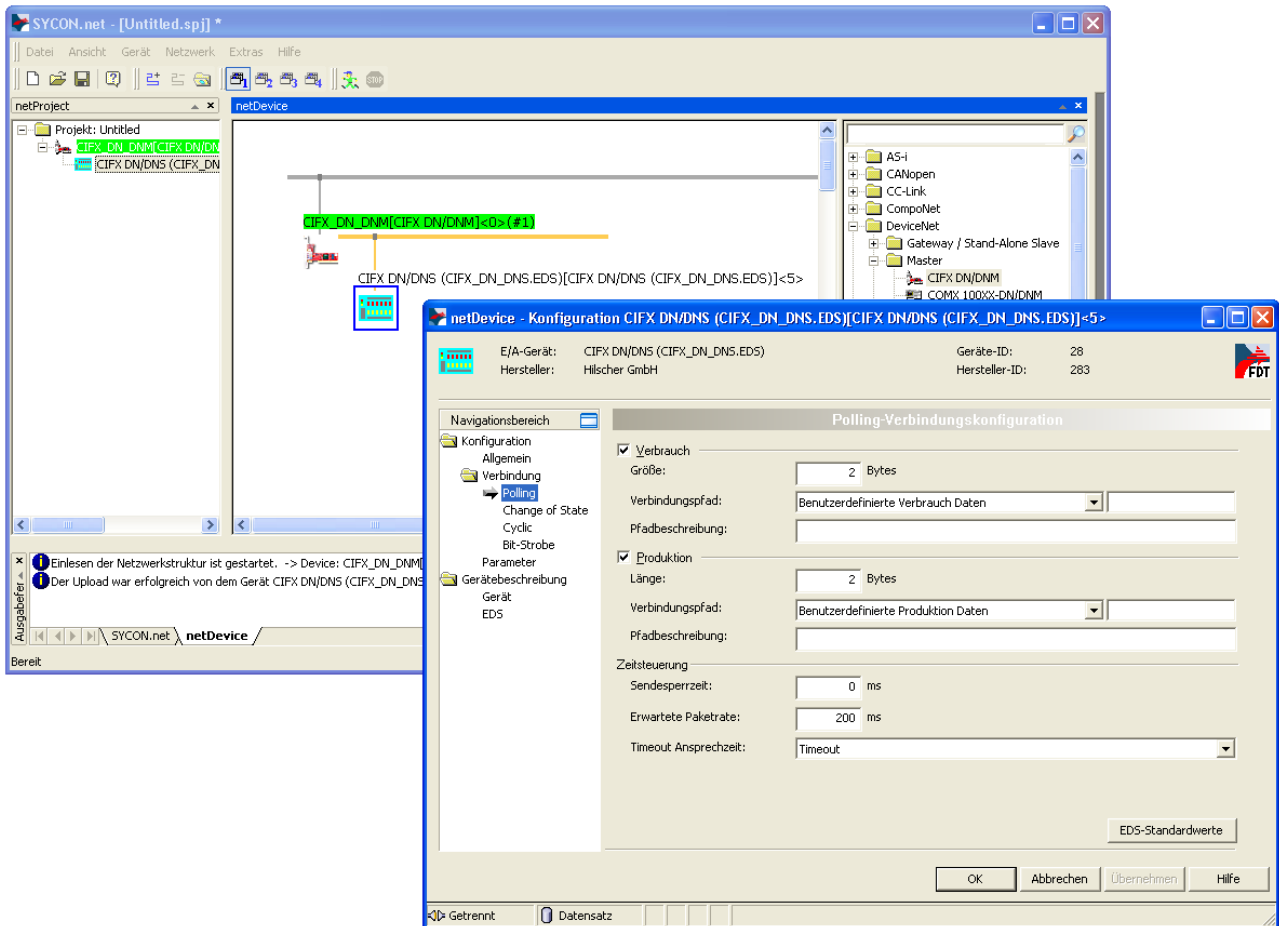 SYCON.net - [Untitled.spj] *
Datei Ansicht Gerät Netzwerk Extras Hilfe
1 2 3 4 STOP
netProject
Projekt: Untitled
CIFX_DN_DNM[CIFX DN/DN
CIFX DN/DNS (CIFX_DN
netDevice
CIFX_DN_DNM[CIFX DN/DNM]<0>(#1)
CIFX DN/DNS (CIFX_DN_DNS.EDS)[CIFX DN/DNS (CIFX_DN_DNS.EDS)]<5>
AS-i
CANopen
CC-Link
CompoNet
DeviceNet
Gateway / Stand-Alone Slave
Master
CIFX DN/DNM
COMX 100XX-DN/DNM
Ausgabefer
Einlesen der Netzwerkstruktur ist gestartet. -> Device: CIFX_DN_DNM[
Der Upload war erfolgreich von dem Gerät CIFX DN/DNS (CIFX_DN_DNS
SYCON.net netDevice
Bereit
netDevice - Konfiguration CIFX DN/DNS (CIFX_DN_DNS.EDS)[CIFX DN/DNS (CIFX_DN_DNS.EDS)]<5>
E/A-Gerät: CIFX DN/DNS (CIFX_DN_DNS.EDS) Geräte-ID: 28
Hersteller: Hilscher GmbH Hersteller-ID: 283
FDT
Navigationsbereich
Konfiguration
Allgemein
Verbindung
Polling
Change of State
Cyclic
Bit-Strobe
Parameter
Gerätebeschreibung
Gerät
EDS
Polling-Verbindungskonfiguration
Verbrauch
Größe: 2 Bytes
Verbindungspfad: Benutzerdefinierte Verbrauch Daten
Pfadbeschreibung:
Produktion
Länge: 2 Bytes
Verbindungspfad: Benutzerdefinierte Produktion Daten
Pfadbeschreibung:
Zeitsteuerung
Sendesperrzeit: 0 ms
Erwartete Paketrate: 200 ms
Timeout Ansprechzeit: Timeout
EDS-Standardwerte
OK Abbrechen Übernehmen Hilfe
Getrennt Datensatz